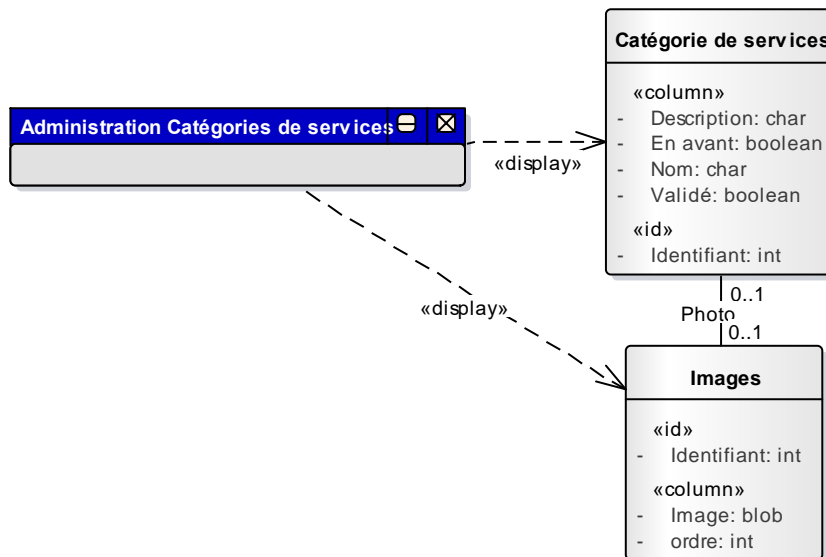 Catégorie de services
«column»
- Description: char
- En avant: boolean
- Nom: char
- Validé: boolean
«id»
- Identifiant: int
Administration Catégories de services
«display»
«display»
0..1
Photo
0..1
Images
«id»
- Identifiant: int
«column»
- Image: blob
- ordre: int